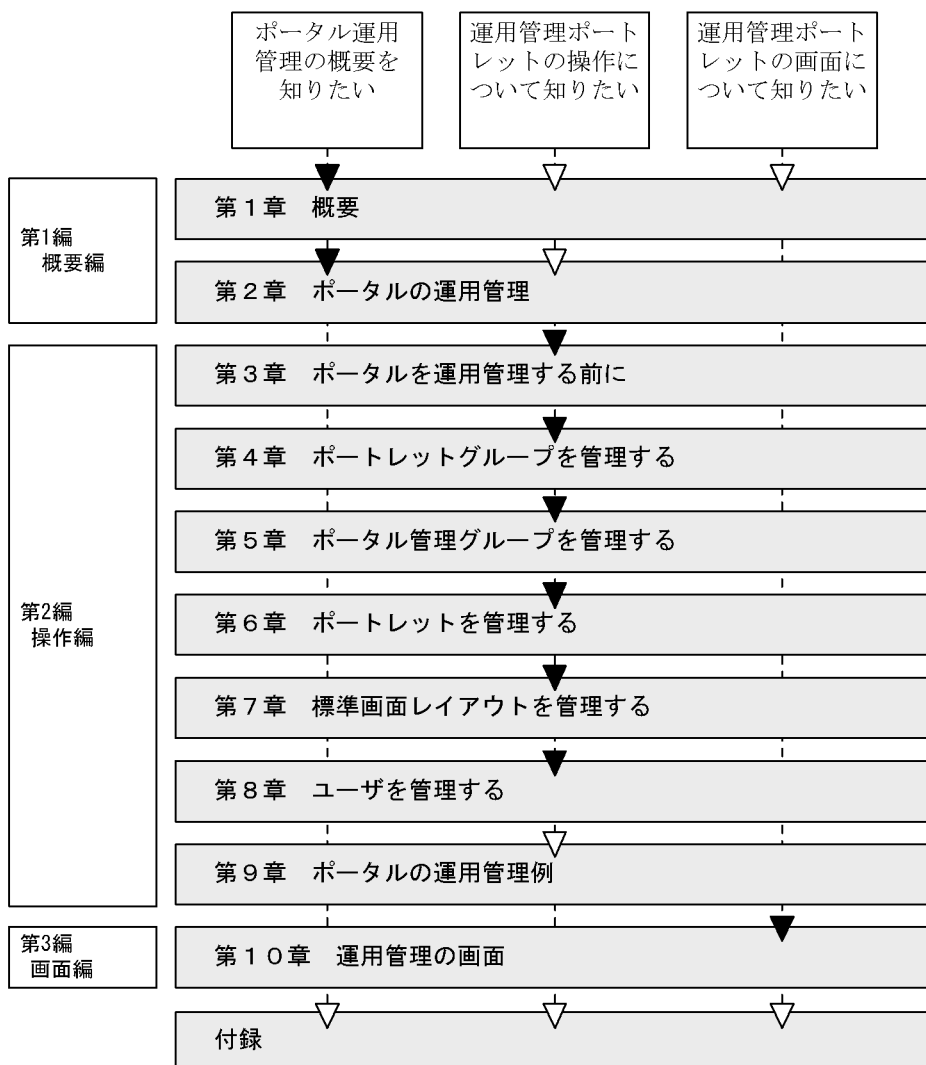 ポータル運用
管理の概要を
知りたい
運用管理ポート
レットの操作に
ついて知りたい
運用管理ポート
レットの画面に
ついて知りたい
第1編
概要編
第１章　概要
第２章　ポータルの運用管理
第2編
操作編
第３章　ポータルを運用管理する前に
第４章　ポートレットグループを管理する
第５章　ポータル管理グループを管理する
第６章　ポートレットを管理する
第７章　標準画面レイアウトを管理する
第８章　ユーザを管理する
第９章　ポータルの運用管理例
第3編
画面編
第１０章　運用管理の画面
付録